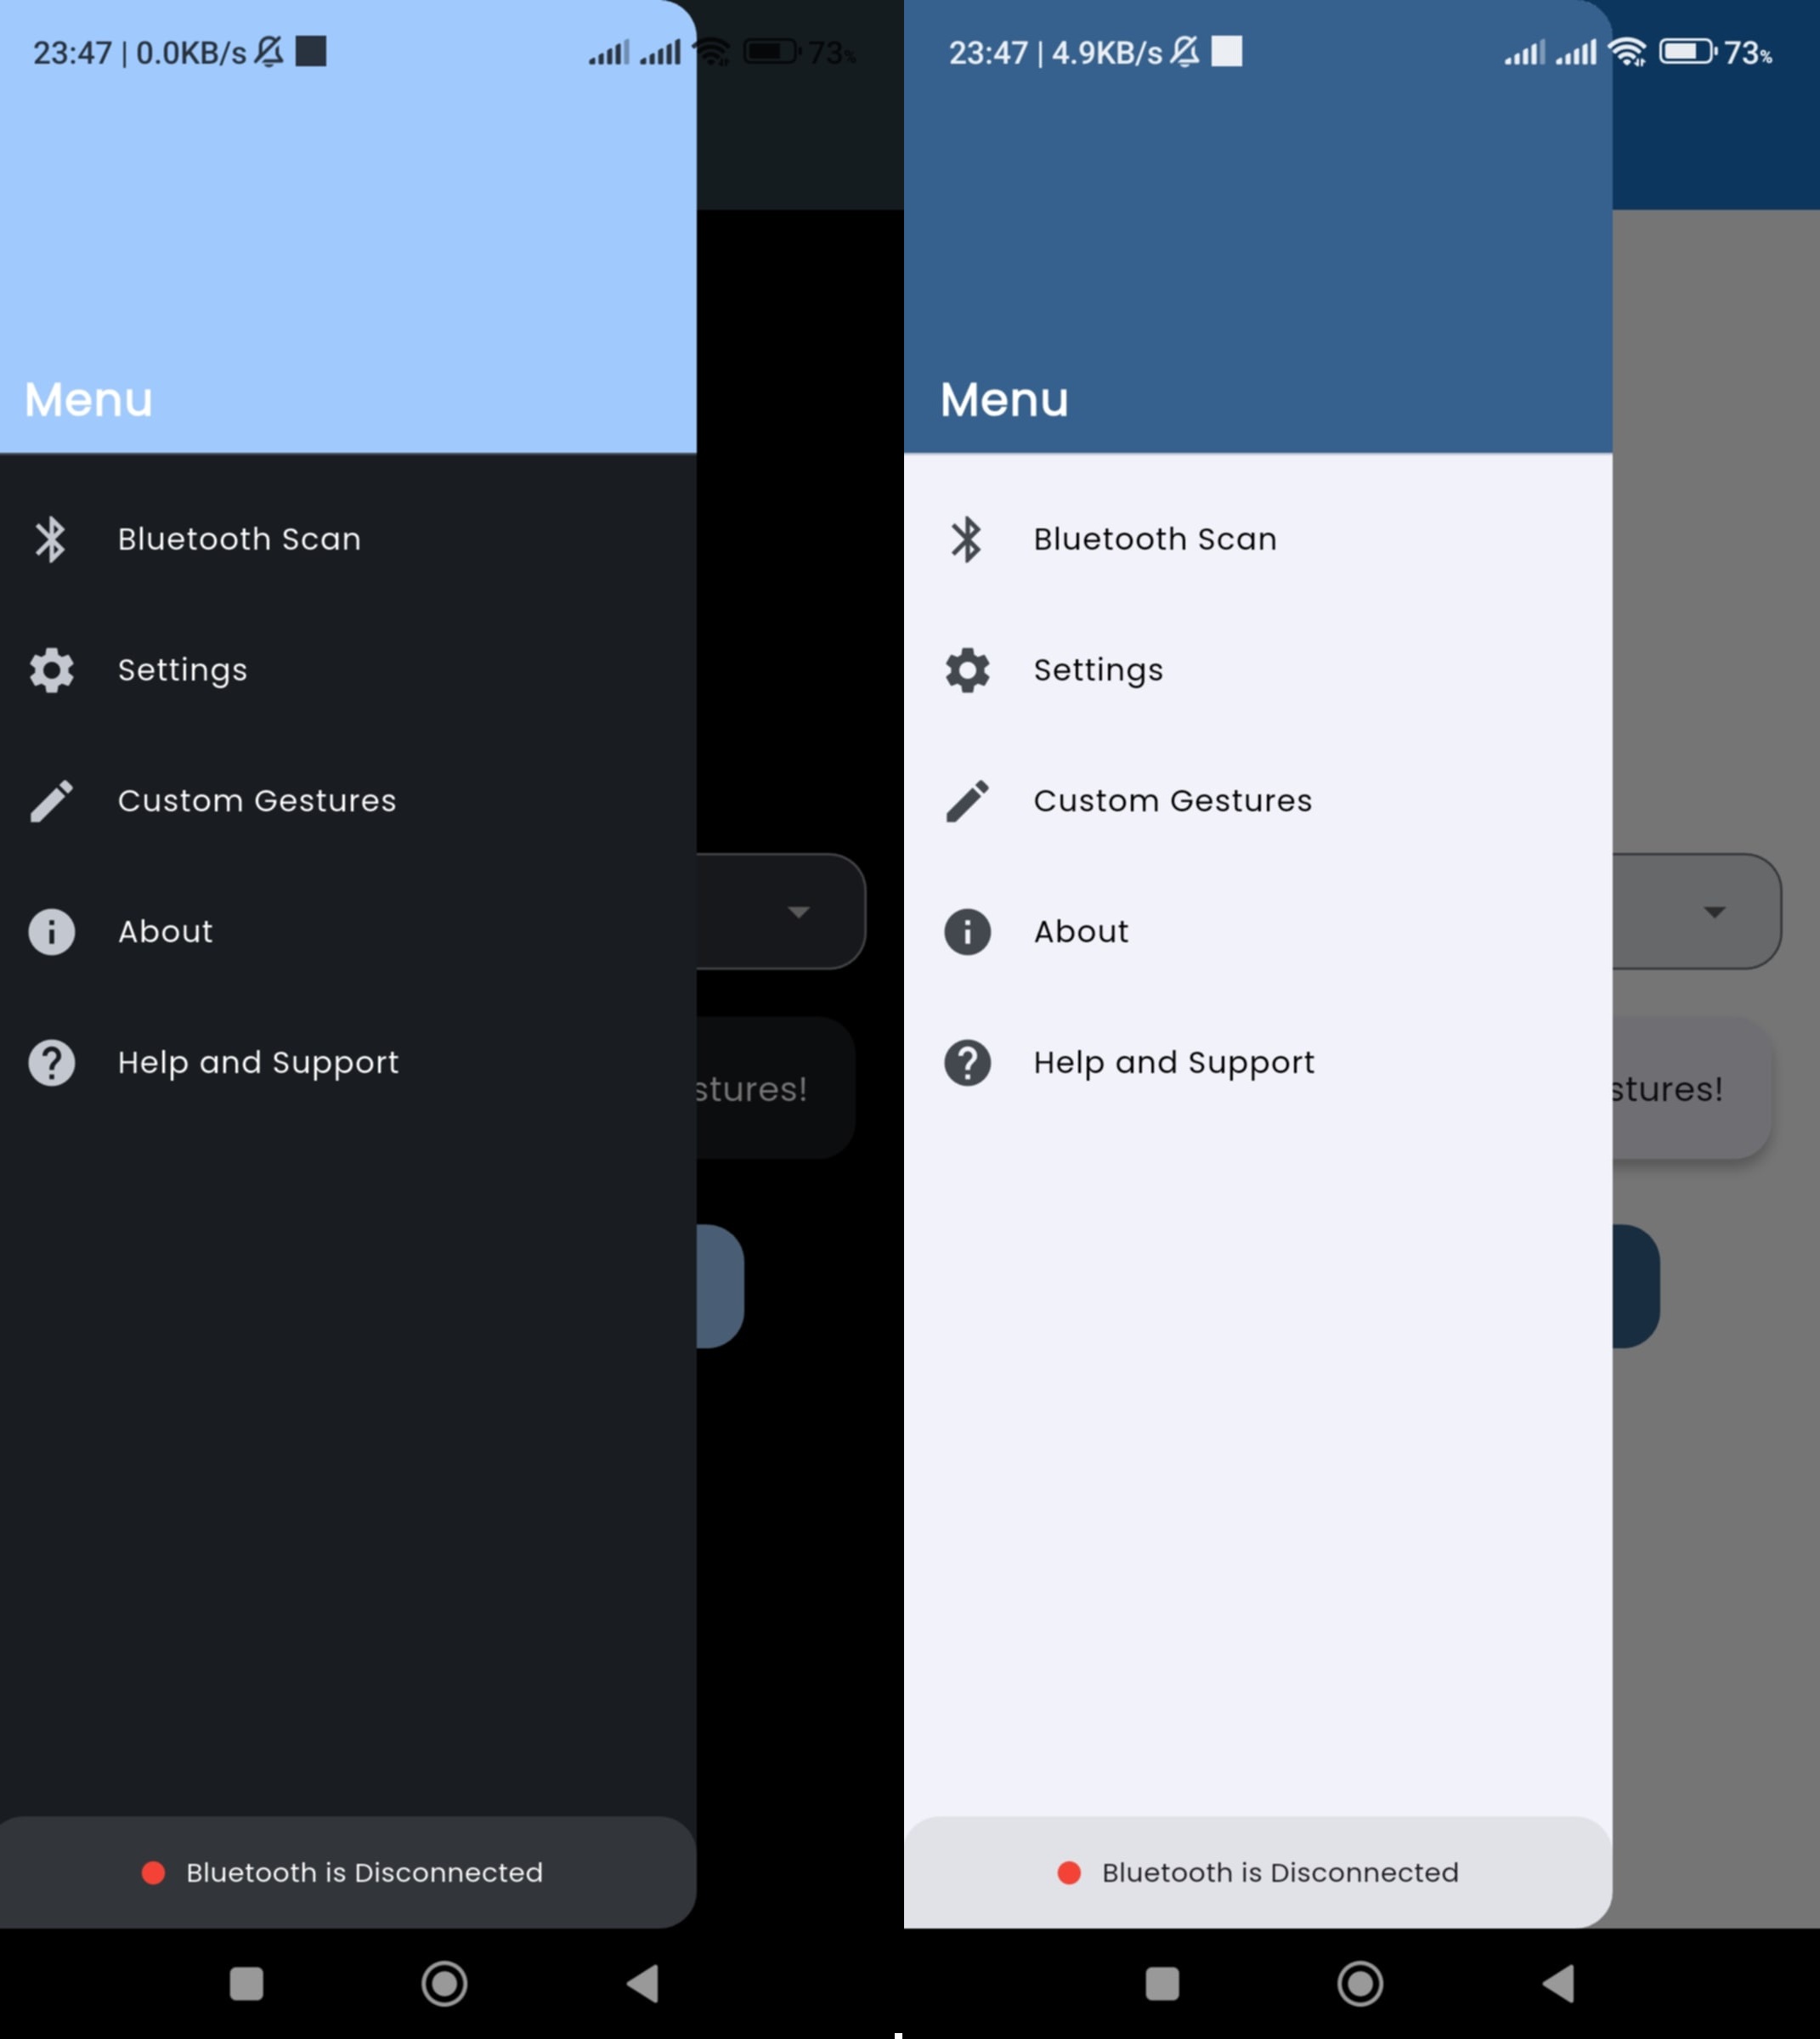 23:47 | 0.0KB/s 73%
Menu
Bluetooth Scan
Settings
Custom Gestures
About
Help and Support
stures!
Bluetooth is Disconnected
23:47 | 4.9KB/s 73%
Menu
Bluetooth Scan
Settings
Custom Gestures
About
Help and Support
stures!
Bluetooth is Disconnected